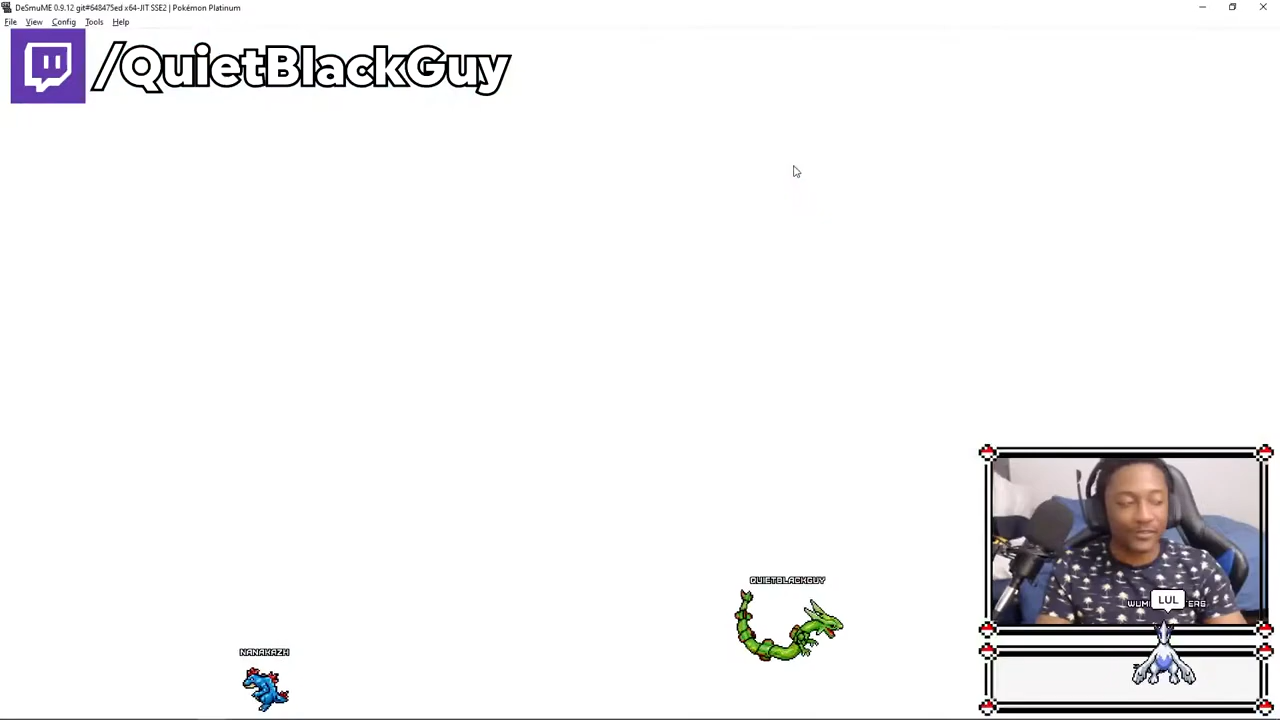 DeSmuME 0.9.12 git#648475ed x64-JIT SSE2 | Pokémon Platinum
File View Config Tools Help
/QuietBlackGuy
QUIETBLACKGUY
LUL
NANAKAZH